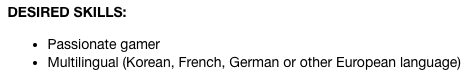 DESIRED SKILLS:
• Passionate gamer
• Multilingual (Korean, French, German or other European language)